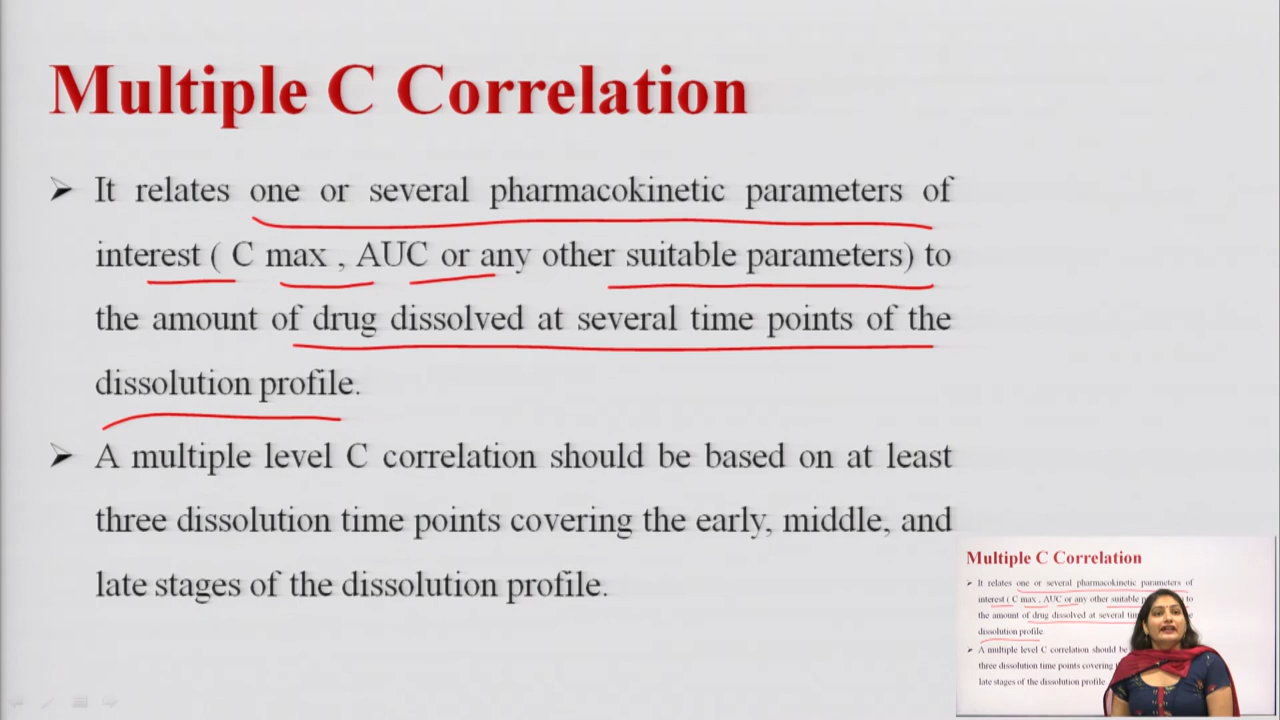 Multiple C Correlation
➢ It relates one or several pharmacokinetic parameters of
interest ( C max , AUC or any other suitable parameters) to
the amount of drug dissolved at several time points of the
dissolution profile.
➢ A multiple level C correlation should be based on at least
three dissolution time points covering the early, middle, and
late stages of the dissolution profile.
Multiple C Correlation
➢ It relates one or several pharmacokinetic parameters of
interest ( C max , AUC or any other suitable to
the amount of drug dissolved at several
dissolution profile.
➢ A multiple level C correlation should be
three dissolution time points covering
late stages of the dissolution profile